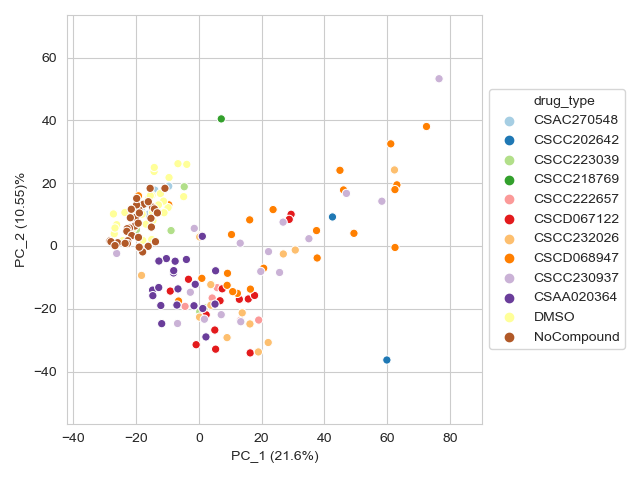 60
40
20
0
−20
−40
−40
−20
0
20
40
60
80
PC_1 (21.6%)
PC_2 (10.55)%
drug_type
CSAC270548
CSCC202642
CSCC223039
CSCC218769
CSCC222657
CSCD067122
CSCC232026
CSCD068947
CSCC230937
CSAA020364
DMSO
NoCompound